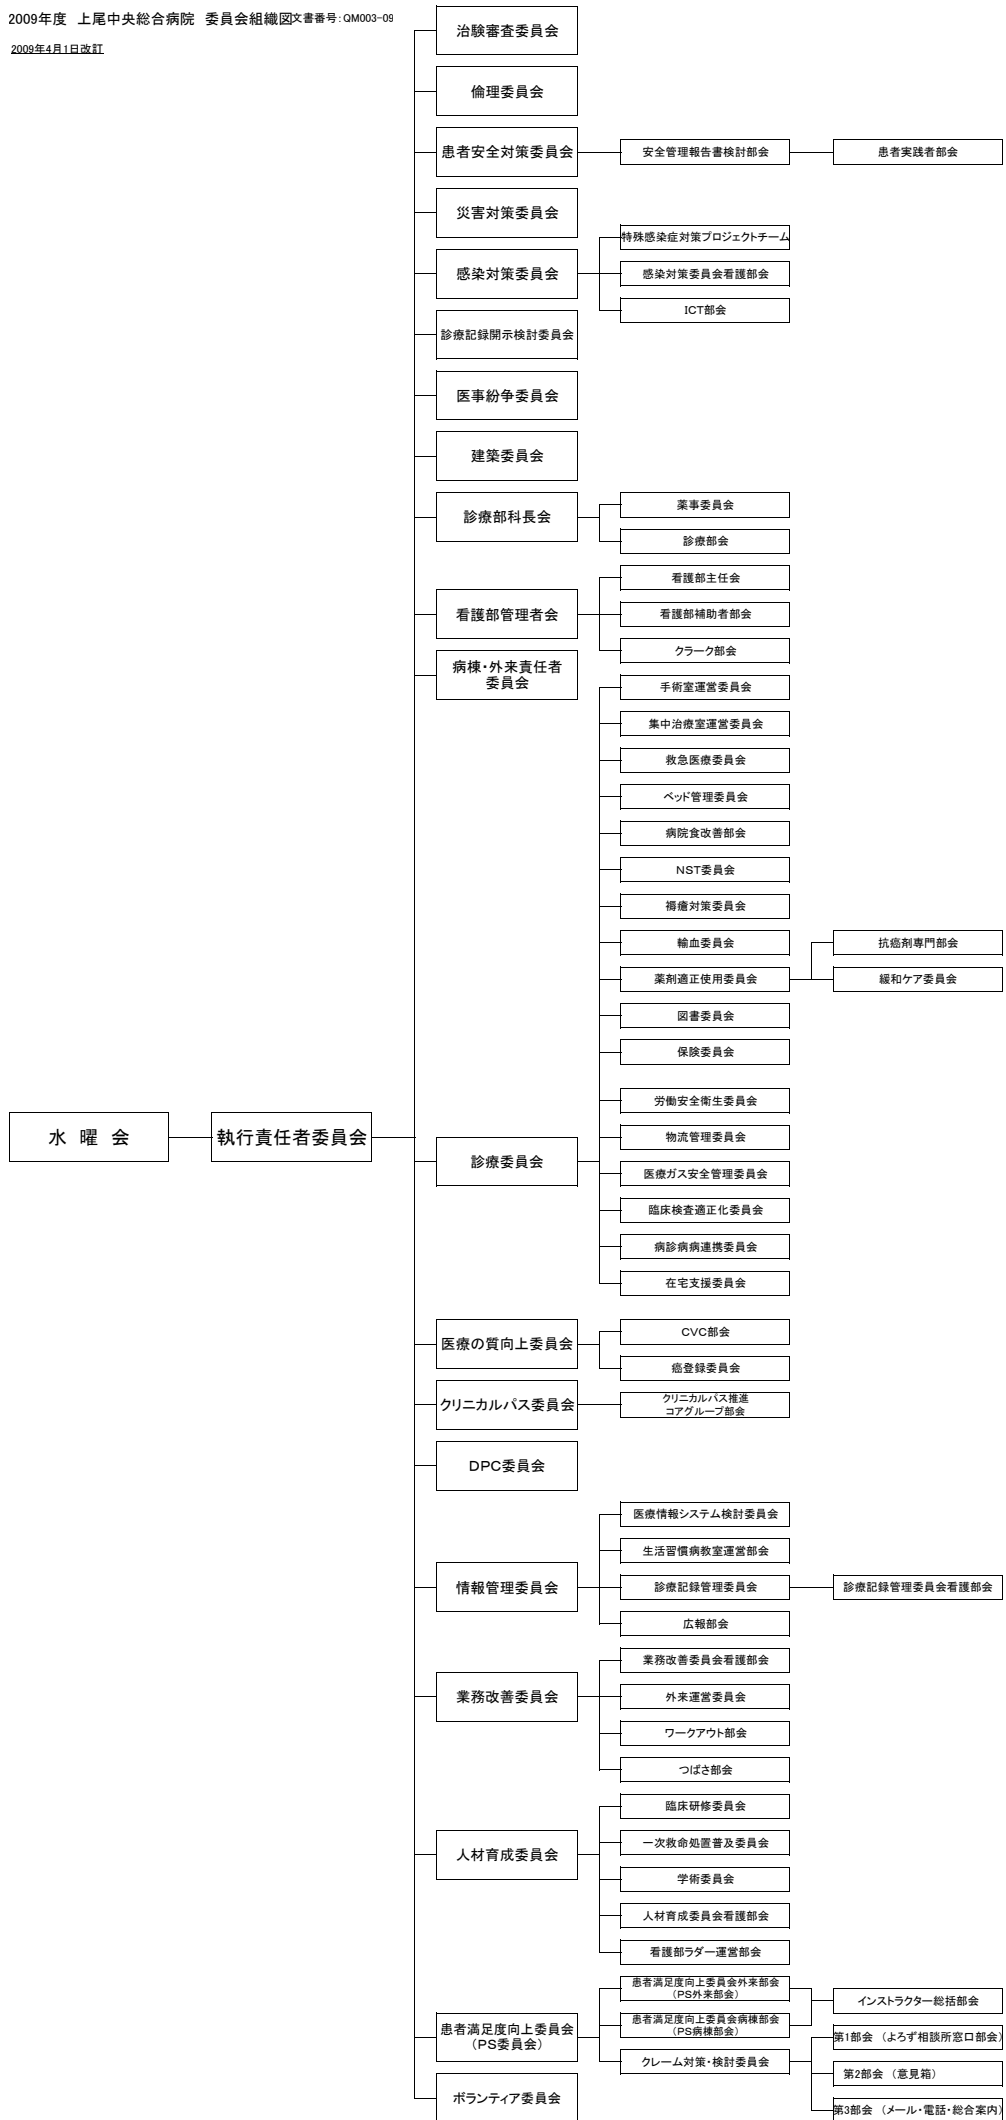 2009年度 上尾中央総合病院 委員会組織図文書番号:QM003-09
2009年4月1日改訂
水 曜 会
執行責任者委員会
治験審査委員会
倫理委員会
患者安全対策委員会
安全管理報告書検討部会
患者実践者部会
災害対策委員会
感染対策委員会
特殊感染症対策プロジェクトチーム
感染対策委員会看護部会
ICT部会
診療記録開示検討委員会
医事紛争委員会
建築委員会
診療部科長会
薬事委員会
診療部会
看護部管理者会
看護部主任会
看護部補助者部会
クラーク部会
病棟・外来責任者
委員会
診療委員会
手術室運営委員会
集中治療室運営委員会
救急医療委員会
ベッド管理委員会
病院食改善部会
NST委員会
褥瘡対策委員会
輸血委員会
薬剤適正使用委員会
抗癌剤専門部会
緩和ケア委員会
図書委員会
保険委員会
労働安全衛生委員会
物流管理委員会
医療ガス安全管理委員会
臨床検査適正化委員会
病診病病連携委員会
在宅支援委員会
医療の質向上委員会
CVC部会
癌登録委員会
クリニカルパス委員会
クリニカルパス推進
コアグループ部会
DPC委員会
情報管理委員会
医療情報システム検討委員会
生活習慣病教室運営部会
診療記録管理委員会
診療記録管理委員会看護部会
広報部会
業務改善委員会
業務改善委員会看護部会
外来運営委員会
ワークアウト部会
つばさ部会
人材育成委員会
臨床研修委員会
一次救命処置普及委員会
学術委員会
人材育成委員会看護部会
看護部ラダー運営部会
患者満足度向上委員会
(PS委員会)
患者満足度向上委員会外来部会
(PS外来部会)
患者満足度向上委員会病棟部会
(PS病棟部会)
インストラクター総括部会
クレーム対策・検討委員会
第1部会 (よろず相談所窓口部会)
第2部会 (意見箱)
第3部会 (メール・電話・総合案内)
ボランティア委員会